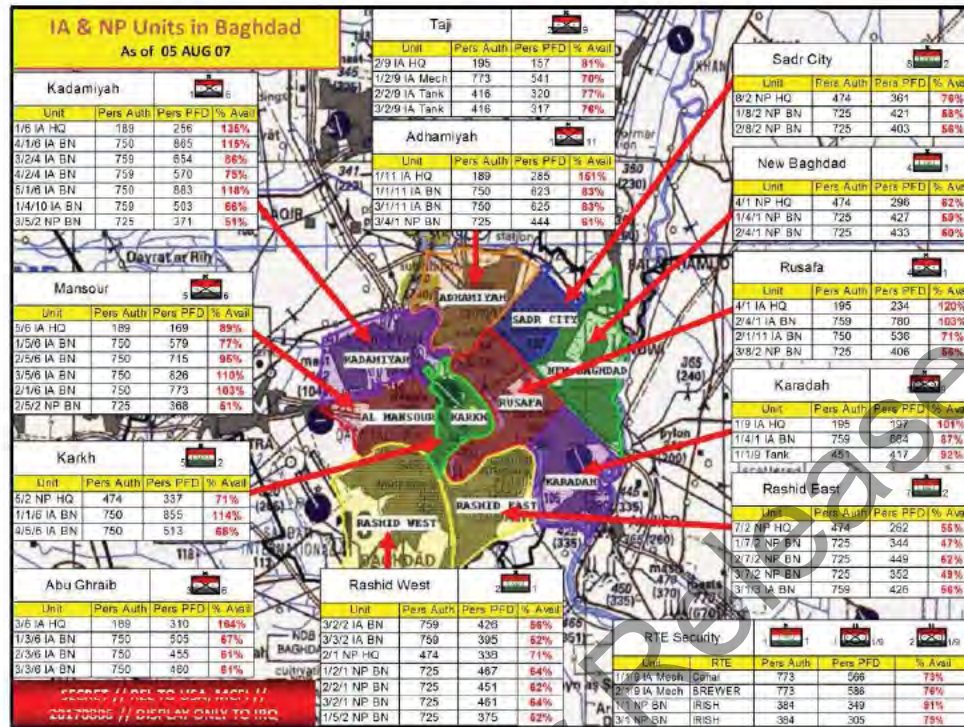 IA & NP Units in Baghdad
As of 05 AUG 07
Kadamiyah
Unit Pers Auth Pers PFD % Avail
1/6 IA HQ 189 256 135%
4/1/6 IA BN 750 865 115%
3/2/4 IA BN 759 654 86%
4/2/4 IA BN 759 570 75%
5/1/6 IA BN 750 883 118%
1/4/10 IA BN 759 503 66%
3/5/2 NP BN 725 371 51%
Mansour
Unit Pers Auth Pers PFD % Avail
5/6 IA HQ 189 169 89%
1/5/6 IA BN 750 579 77%
2/5/6 IA BN 750 715 95%
3/5/6 IA BN 750 826 110%
2/1/6 IA BN 750 773 103%
2/5/2 NP BN 725 368 51%
Karkh
Unit Pers Auth Pers PFD % Avail
5/2 NP HQ 474 337 71%
1/1/6 IA BN 750 855 114%
4/5/6 IA BN 750 513 68%
Abu Ghraib
Unit Pers Auth Pers PFD % Avail
3/6 IA HQ 189 310 164%
1/3/6 IA BN 750 505 67%
2/3/6 IA BN 750 455 61%
3/3/6 IA BN 750 460 61%
SECRET // REL TO USA, MCFI //
20170806 // DISPLAY ONLY TO IRQ
Taji
Unit Pers Auth Pers PFD % Avail
2/9 IA HQ 195 157 81%
1/2/9 IA Mech 773 541 70%
2/2/9 IA Tank 416 320 77%
3/2/9 IA Tank 416 317 76%
Adhamiyah
Unit Pers Auth Pers PFD % Avail
1/11 IA HQ 189 285 151%
1/1/11 IA BN 750 623 83%
3/1/11 IA BN 750 625 83%
3/4/1 NP BN 725 444 61%
ADHAMIYAH
SADR CITY
KADAMIYAH
NEW BAGHDAD
RUSAFA
AL MANSOUR
KARKH
KARADAH
RASHID EAST
RASHID WEST
Rashid West
Unit Pers Auth Pers PFD % Avail
3/2/2 IA BN 759 426 56%
3/3/2 IA BN 759 395 52%
2/1 NP HQ 474 338 71%
1/2/1 NP BN 725 467 64%
2/2/1 NP BN 725 451 62%
3/2/1 NP BN 725 461 64%
1/5/2 NP BN 725 375 52%
Sadr City
Unit Pers Auth Pers PFD % Avail
8/2 NP HQ 474 361 76%
1/8/2 NP BN 725 421 58%
2/8/2 NP BN 725 403 56%
New Baghdad
Unit Pers Auth Pers PFD % Avail
4/1 NP HQ 474 296 62%
1/4/1 NP BN 725 427 59%
2/4/1 NP BN 725 433 60%
Rusafa
Unit Pers Auth Pers PFD % Avail
4/1 IA HQ 195 234 120%
2/4/1 IA BN 759 780 103%
2/1/11 IA BN 750 536 71%
3/8/2 NP BN 725 406 56%
Karadah
Unit Pers Auth Pers PFD % Avail
1/9 IA HQ 195 197 101%
1/4/1 IA BN 759 664 87%
1/1/9 Tank 451 417 92%
Rashid East
Unit Pers Auth Pers PFD % Avail
7/2 NP HQ 474 262 55%
1/7/2 NP BN 725 344 47%
2/7/2 NP BN 725 449 62%
3/7/2 NP BN 725 352 49%
3/1/3 IA BN 759 426 56%
RTE Security
Unit RTE Pers Auth Pers PFD % Avail
IA Mech Canal 773 566 73%
IA Mech BREWER 773 586 76%
NP BN IRISH 384 349 91%
3/1 NP BN IRISH 384 305 79%
Release